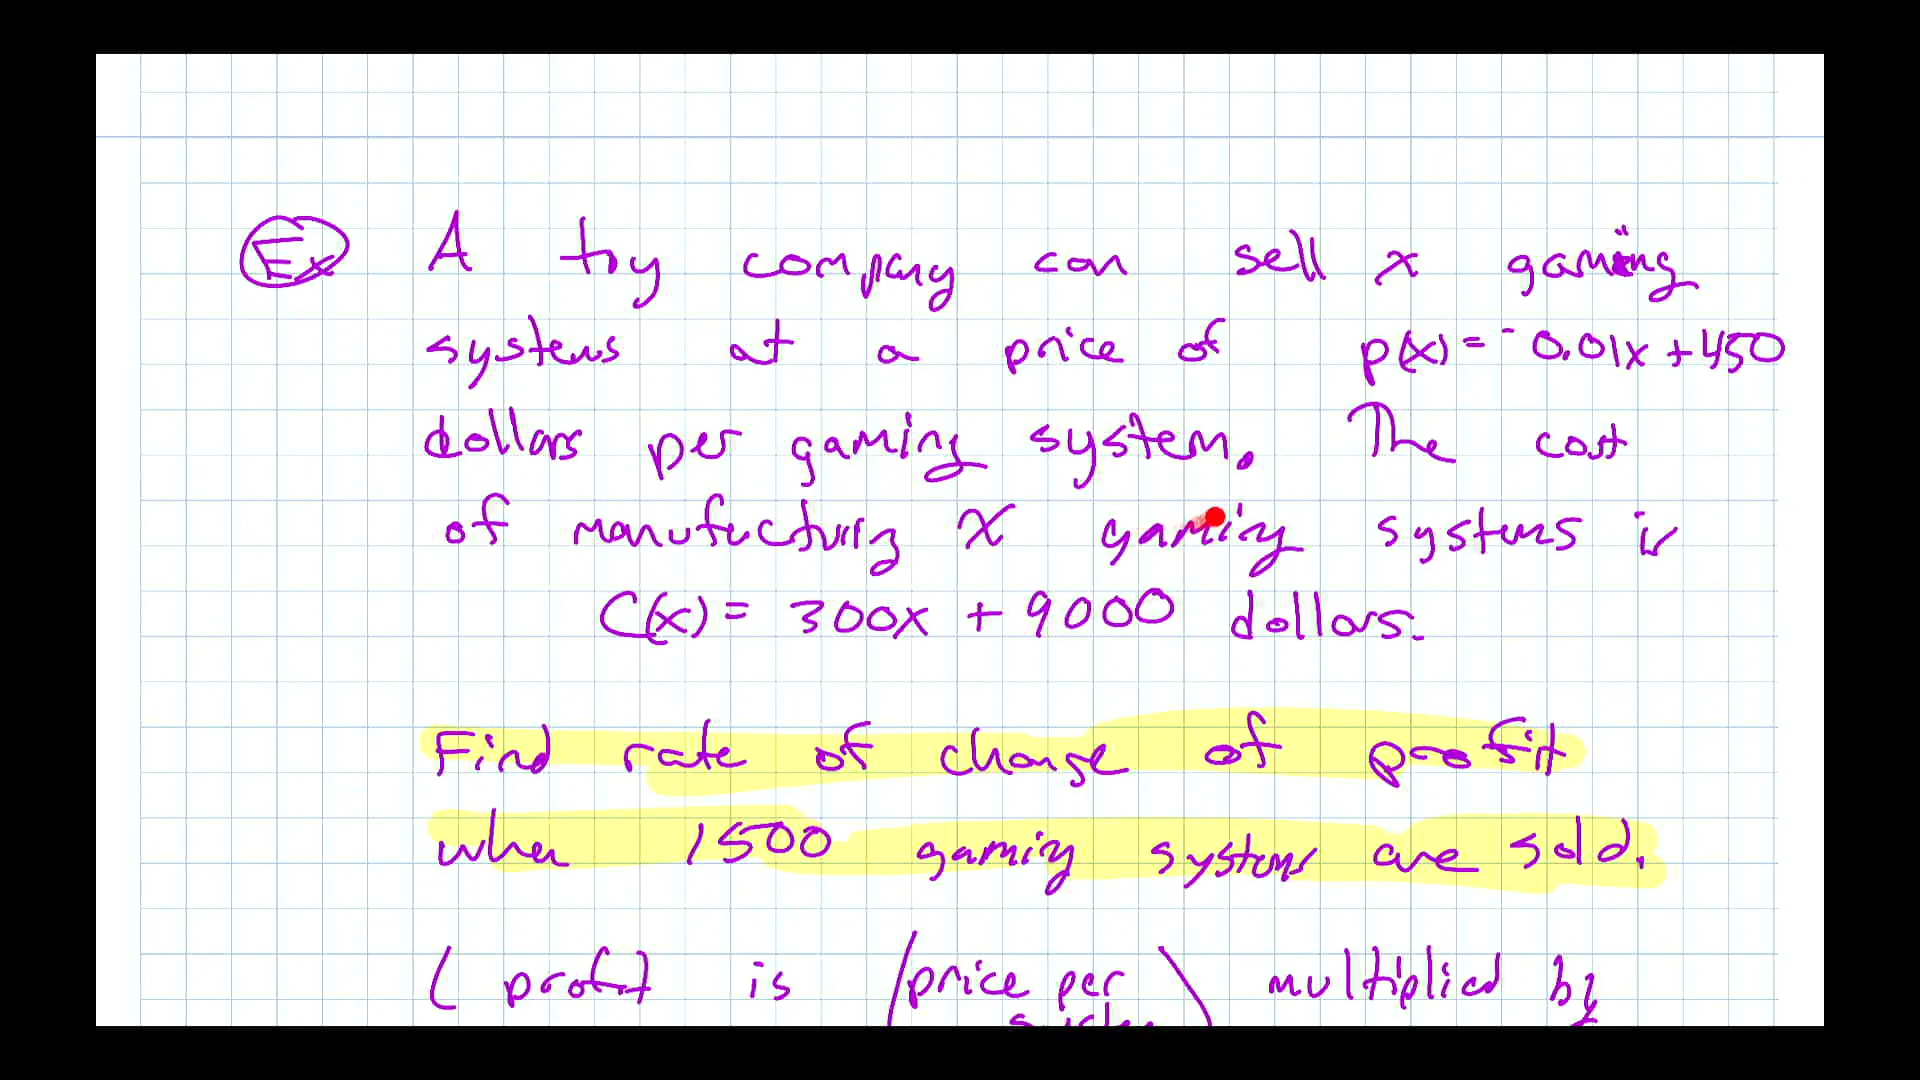 Ex A toy company can sell x gaming
systems at a price of p(x) = -0.01x + 450
dollars per gaming system. The cost
of manufacturing x gaming systems is
C(x) = 300x + 9000 dollars.
Find rate of change of profit
when 1500 gaming systems are sold.
( profit is (price per system) multiplied by